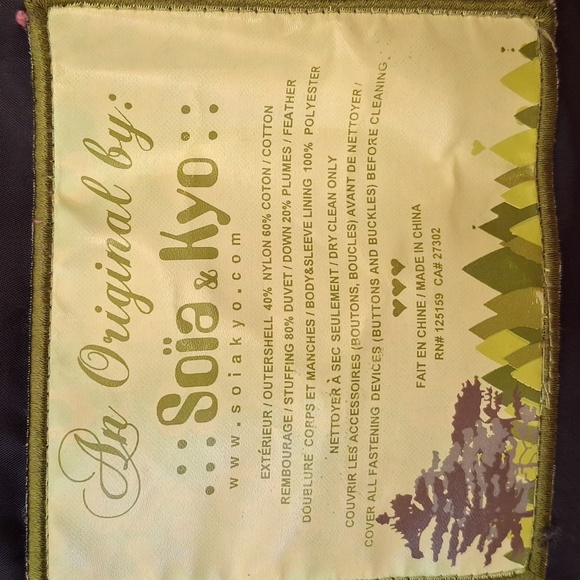 An Original by:
Soïa & Kyo
www.soiakyo.com
EXTÉRIEUR / OUTERSHELL 40% NYLON 60% COTON / COTTON
REMBOURAGE / STUFFING 80% DUVET / DOWN 20% PLUMES / FEATHER
DOUBLURE CORPS ET MANCHES / BODY&SLEEVE LINING 100% POLYESTER
NETTOYER À SEC SEULEMENT / DRY CLEAN ONLY
COUVRIR LES ACCESSOIRES (BOUTONS, BOUCLES) AVANT DE NETTOYER /
COVER ALL FASTENING DEVICES (BUTTONS AND BUCKLES) BEFORE CLEANING
FAIT EN CHINE / MADE IN CHINA
RN# 125159 CA# 27302